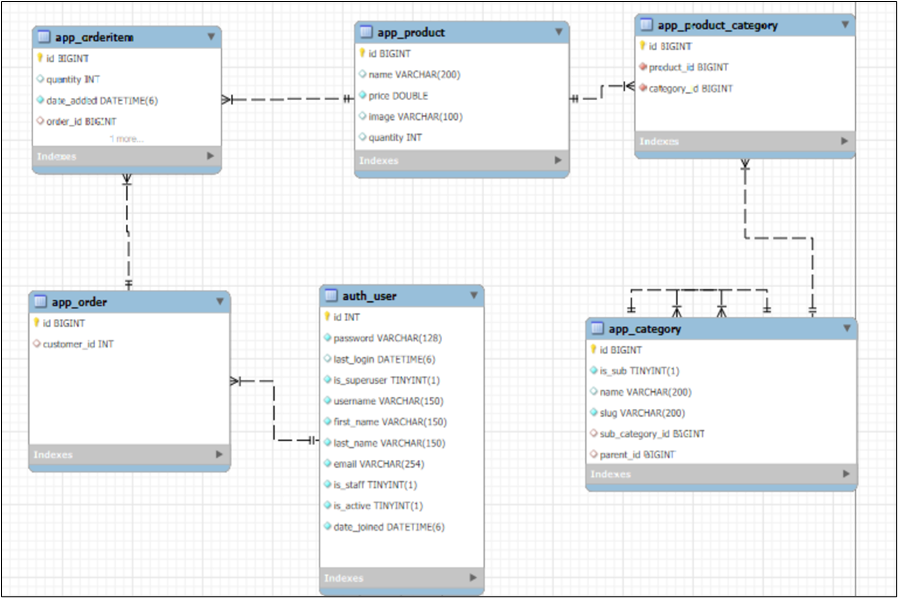 app_orderitem
id BIGINT
quantity INT
date_added DATETIME(6)
order_id BIGINT
1 more...
Indexes
app_product
id BIGINT
name VARCHAR(200)
price DOUBLE
image VARCHAR(100)
quantity INT
Indexes
app_product_category
id BIGINT
product_id BIGINT
category_id BIGINT
Indexes
app_order
id BIGINT
customer_id INT
Indexes
auth_user
id INT
password VARCHAR(128)
last_login DATETIME(6)
is_superuser TINYINT(1)
username VARCHAR(150)
first_name VARCHAR(150)
last_name VARCHAR(150)
email VARCHAR(254)
is_staff TINYINT(1)
is_active TINYINT(1)
date_joined DATETIME(6)
Indexes
app_category
id BIGINT
is_sub TINYINT(1)
name VARCHAR(200)
slug VARCHAR(200)
sub_category_id BIGINT
parent_id BIGINT
Indexes